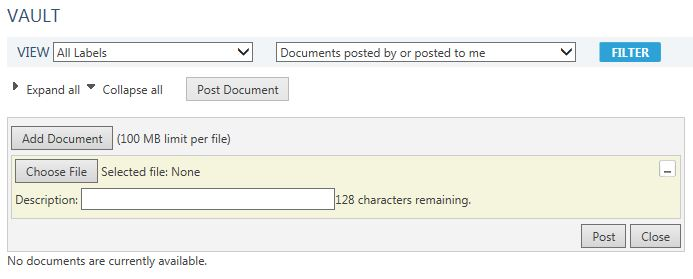 VAULT
VIEW All Labels Documents posted by or posted to me FILTER
Expand all Collapse all Post Document
Add Document (100 MB limit per file)
Choose File Selected file: None
Description: 128 characters remaining.
Post Close
No documents are currently available.